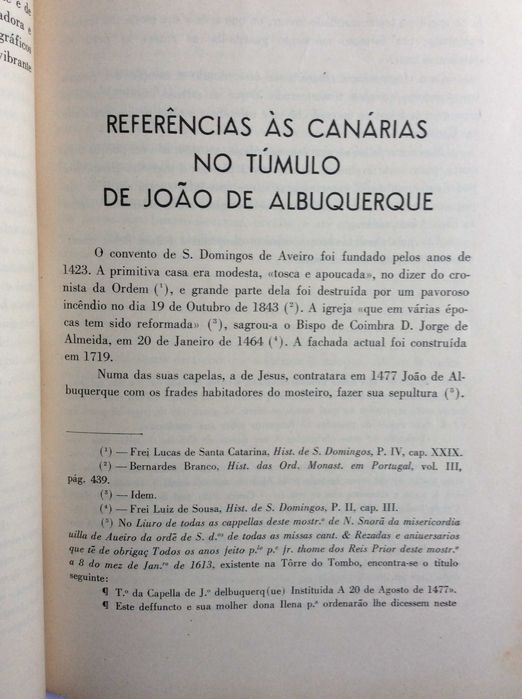 e e de
adora e
gráficos
vibrante
REFERÊNCIAS ÀS CANÁRIAS
NO TÚMULO
DE JOÃO DE ALBUQUERQUE
O convento de S. Domingos de Aveiro foi fundado pelos anos de
1423. A primitiva casa era modesta, «tosca e apoucada», no dizer do cro-
nista da Ordem (¹), e grande parte dela foi destruída por um pavoroso
incêndio no dia 19 de Outubro de 1843 (²). A igreja «que em várias épo-
cas tem sido reformada» (³), sagrou-a o Bispo de Coimbra D. Jorge de
Almeida, em 20 de Janeiro de 1464 (⁴). A fachada actual foi construída
em 1719.
Numa das suas capelas, a de Jesus, contratara em 1477 João de Al-
buquerque com os frades habitadores do mosteiro, fazer sua sepultura (⁵).
(¹) — Frei Lucas de Santa Catarina, Hist. de S. Domingos, P. IV, cap. XXIX.
(²) — Bernardes Branco, Hist. das Ord. Monast. em Portugal, vol. III,
pág. 439.
(³) — Idem.
(⁴) — Frei Luiz de Sousa, Hist. de S. Domingos, P. II, cap. III.
(⁵) No Liuro de todas as cappellas deste mostr.º de N. Snorã da misericordia
uilla de Aueiro da ordẽ de S. d.ºˢ de todas as missas cant. & Rezadas e aniuersarios
que tẽ de obrigaç Todos os anos jeito p.ˡᵒ p.ᵉ jr. thome dos Reis Prior deste mostr.º
a 8 do mez de Jan.ʳᵒ de 1613, existente na Tôrre do Tombo, encontra-se o título
seguinte:
¶ T.º da Capella de J.º delbuquerq(ue) Instituida A 20 de Agosto de 1477».
¶ Este deffuncto e sua molher dona Ilena p.ª ordenarão lhe dicessem neste